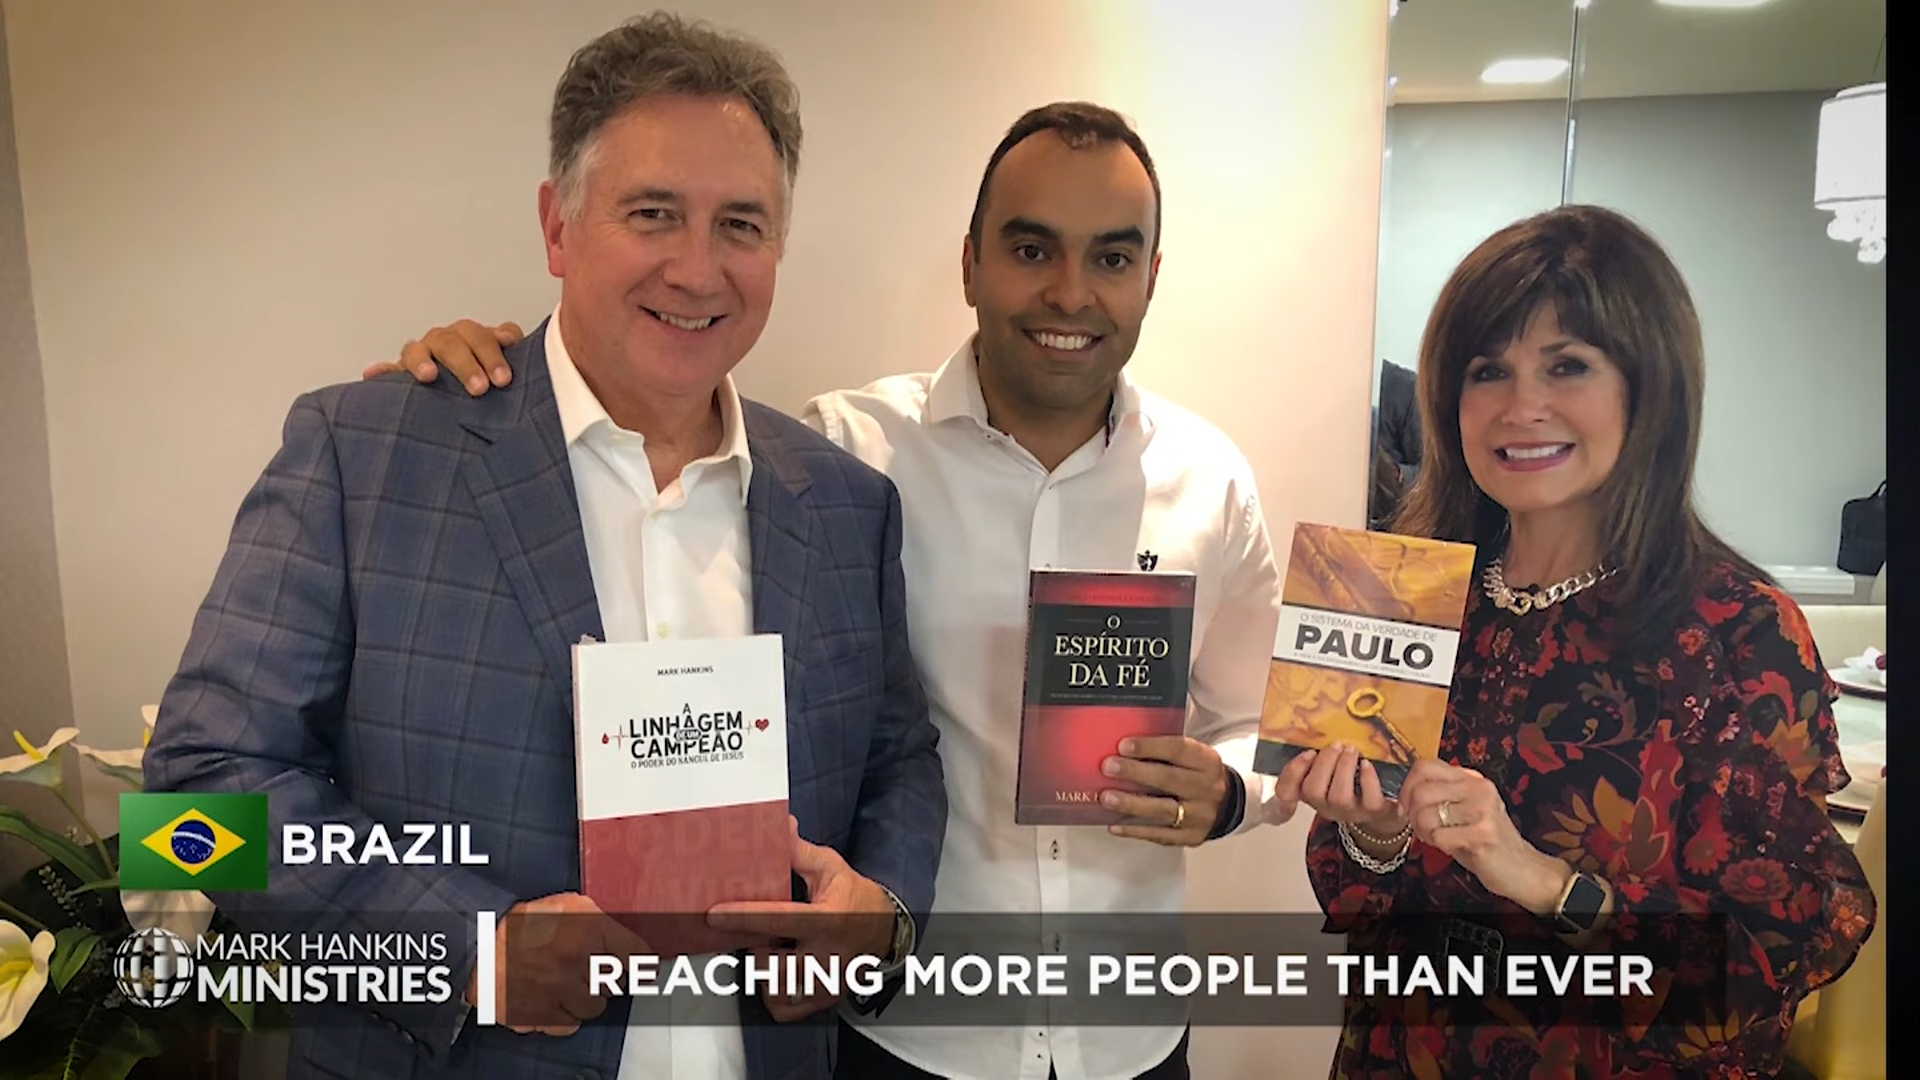 MARK HANKINS
A
LINHAGEM
DE UM
CAMPEÃO
O PODER DO SANGUE DE JESUS
O
ESPÍRITO
DA FÉ
MARK
O SISTEMA DA VERDADE DE
PAULO
BRAZIL
MARK HANKINS
MINISTRIES
REACHING MORE PEOPLE THAN EVER